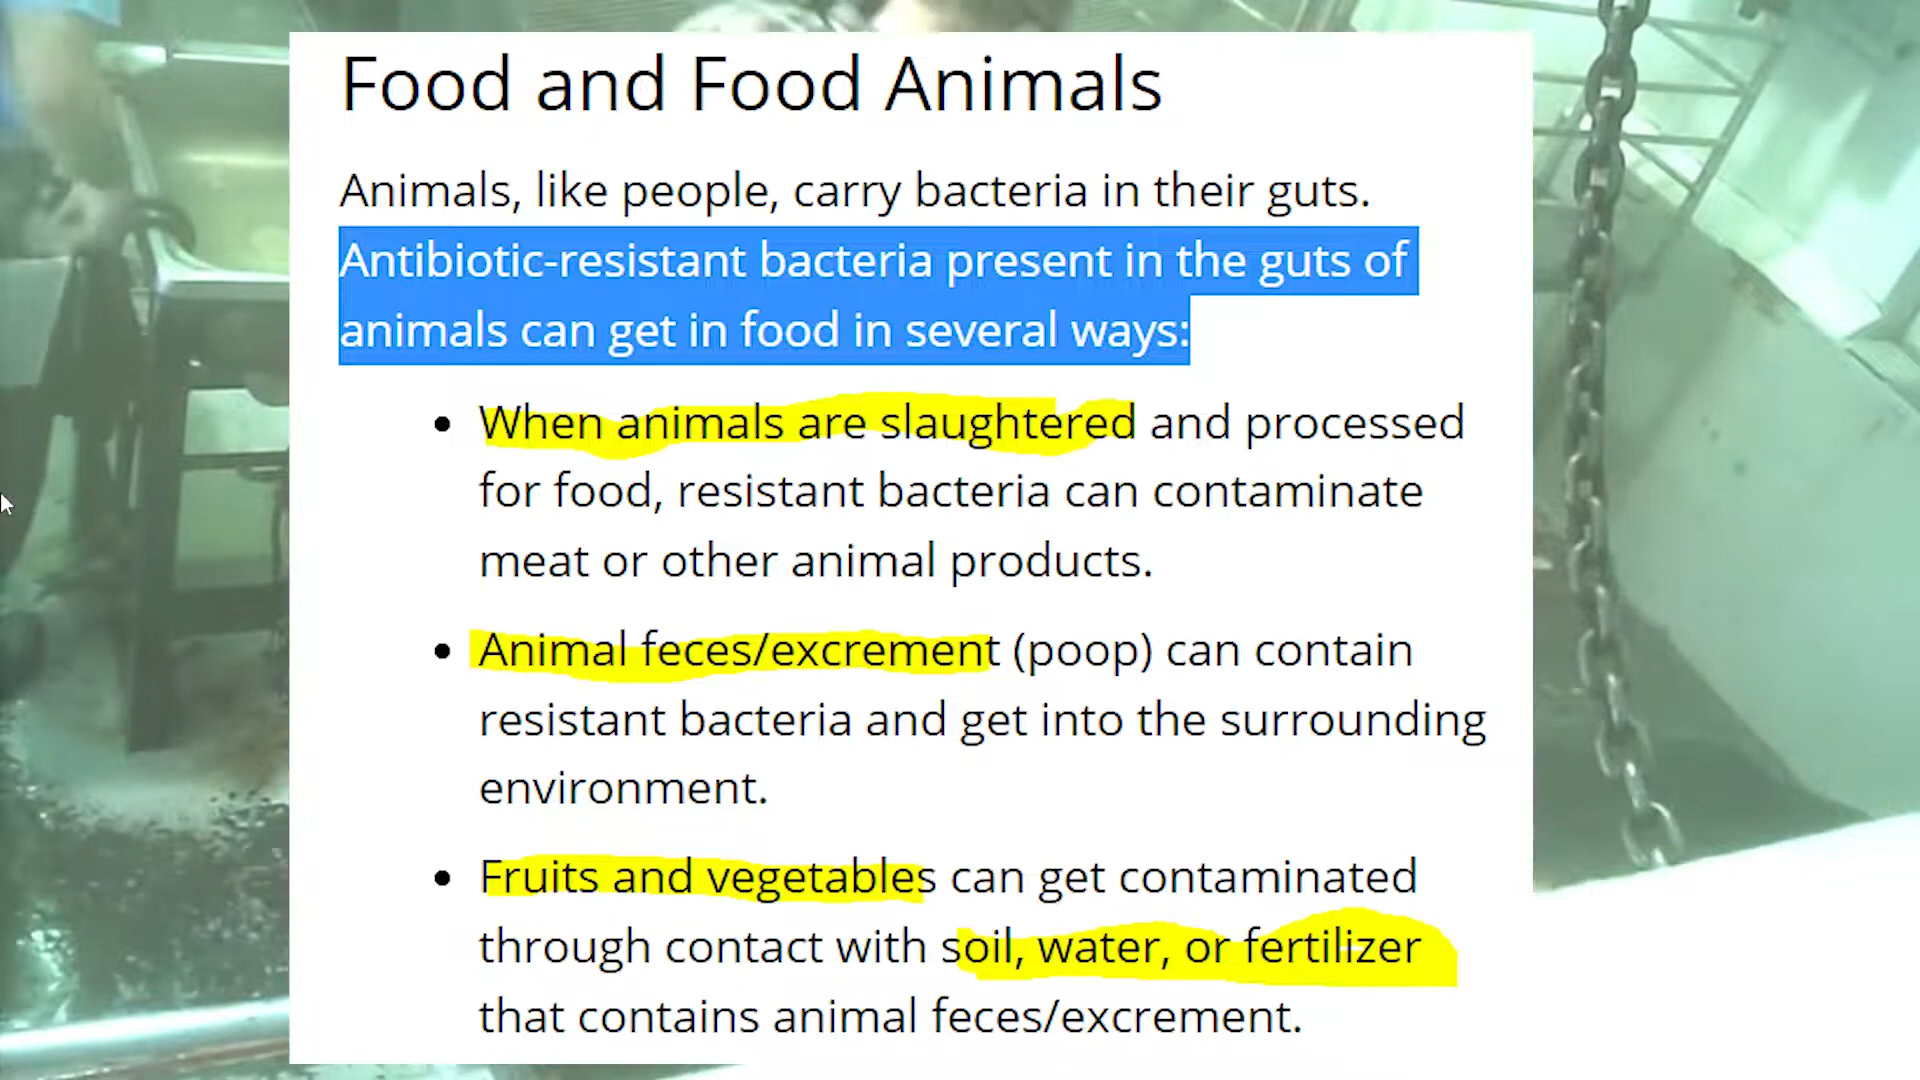 Food and Food Animals
Animals, like people, carry bacteria in their guts.
Antibiotic-resistant bacteria present in the guts of
animals can get in food in several ways:
• When animals are slaughtered and processed
for food, resistant bacteria can contaminate
meat or other animal products.
• Animal feces/excrement (poop) can contain
resistant bacteria and get into the surrounding
environment.
• Fruits and vegetables can get contaminated
through contact with soil, water, or fertilizer
that contains animal feces/excrement.